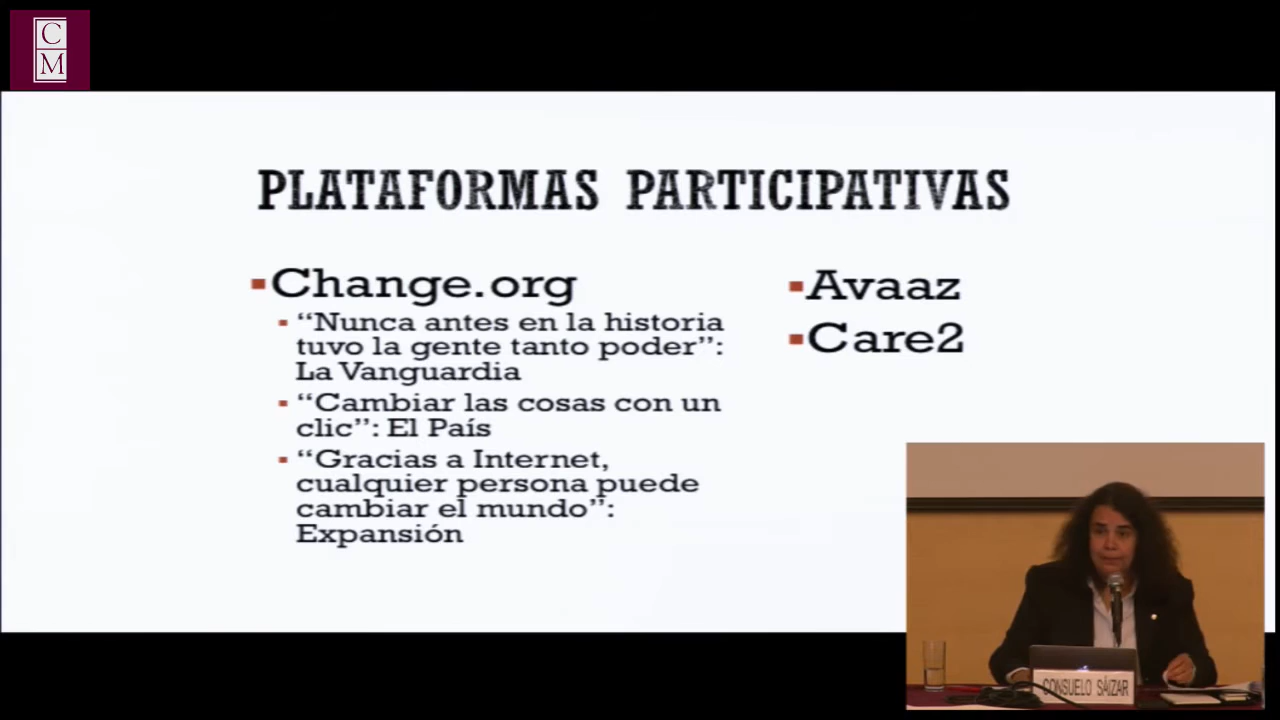 C
M
PLATAFORMAS PARTICIPATIVAS
Change.org
“Nunca antes en la historia
tuvo la gente tanto poder”:
La Vanguardia
“Cambiar las cosas con un
clic”: El País
“Gracias a Internet,
cualquier persona puede
cambiar el mundo”:
Expansión
Avaaz
Care2
CONSUELO SÁIZAR